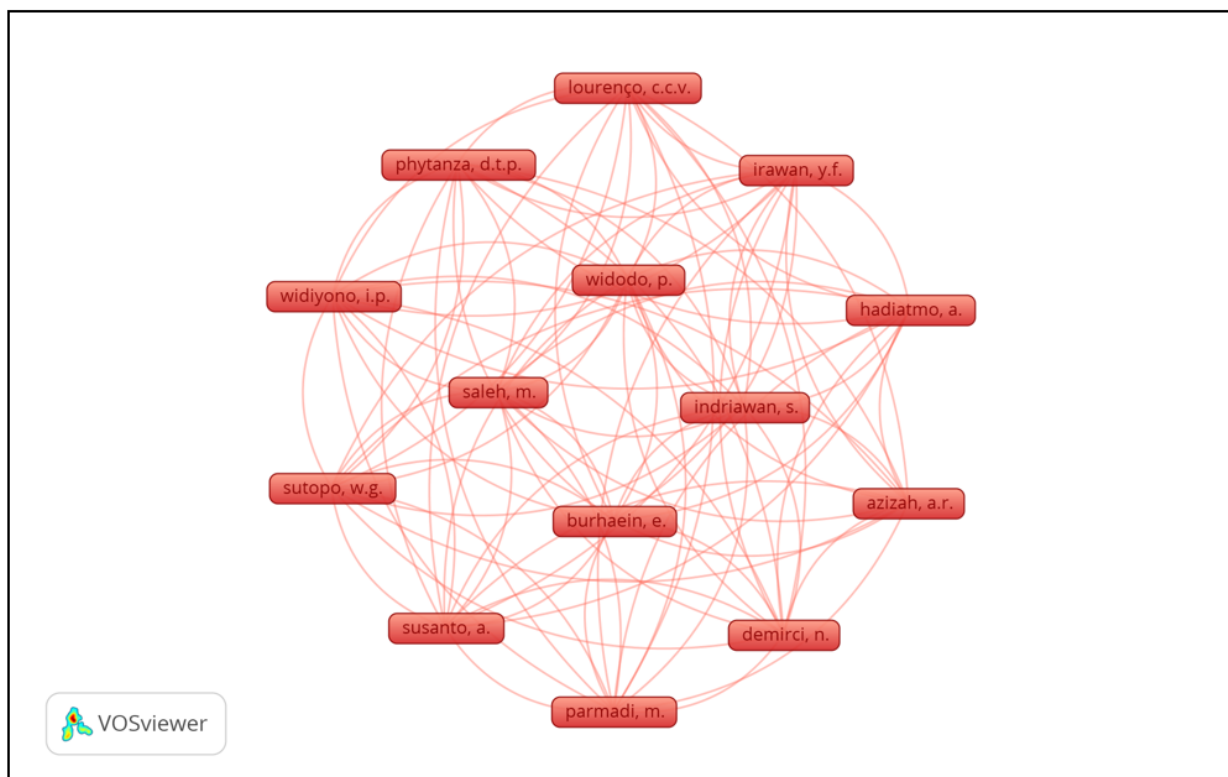 lourenço, c.c.v.
phytanza, d.t.p.
irawan, y.f.
widodo, p.
widiyono, i.p.
hadiatmo, a.
saleh, m.
indriawan, s.
sutopo, w.g.
azizah, a.r.
burhaein, e.
susanto, a.
demirci, n.
parmadi, m.
VOSviewer